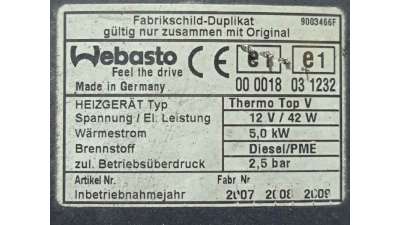 Fabrikschild-Duplikat 9003466F
gültig nur zusammen mit Original
Webasto CE e1 e1
Feel the drive
Made in Germany 00 0018 03 1232
HEIZGERÄT Typ Thermo Top V
Spannung / El. Leistung 12 V / 42 W
Wärmestrom 5,0 kW
Brennstoff Diesel/PME
zul. Betriebsüberdruck 2,5 bar
Artikel Nr. Fabr Nr
Inbetriebnahmejahr 2007 2008 2009